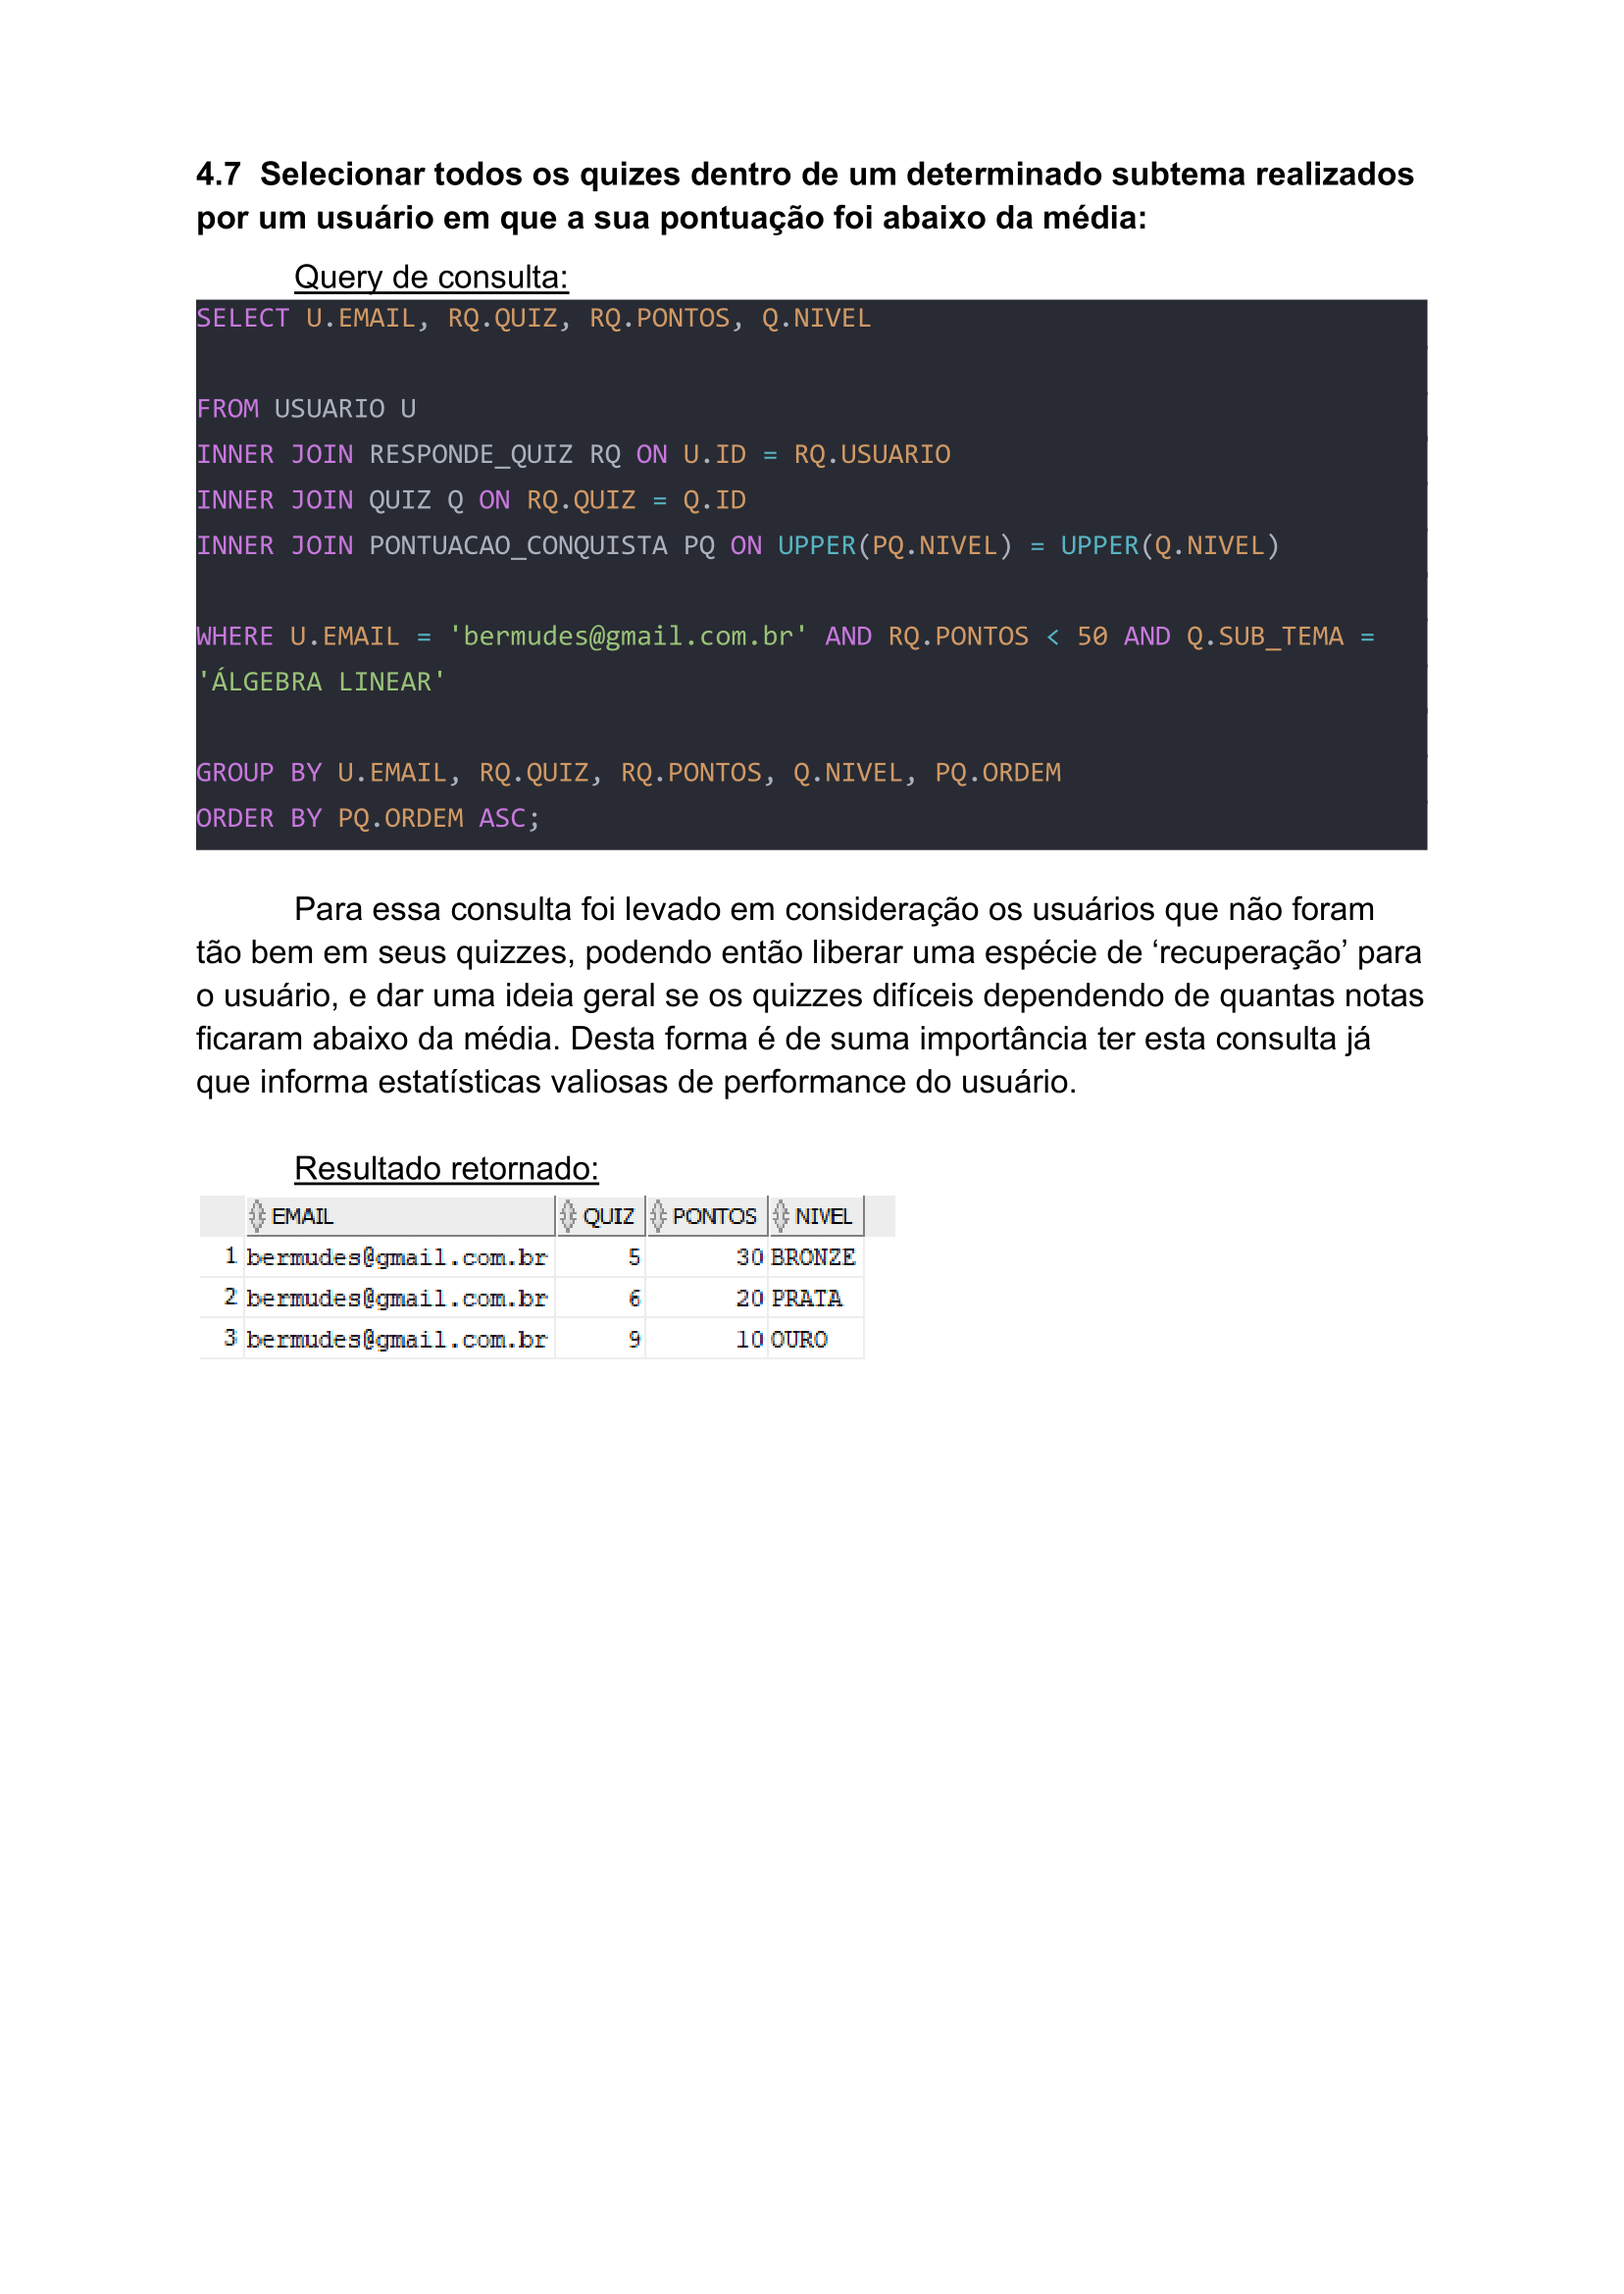 4.7 Selecionar todos os quizes dentro de um determinado subtema realizados
por um usuário em que a sua pontuação foi abaixo da média:
Query de consulta:
SELECT U.EMAIL, RQ.QUIZ, RQ.PONTOS, Q.NIVEL
FROM USUARIO U
INNER JOIN RESPONDE_QUIZ RQ ON U.ID = RQ.USUARIO
INNER JOIN QUIZ Q ON RQ.QUIZ = Q.ID
INNER JOIN PONTUACAO_CONQUISTA PQ ON UPPER(PQ.NIVEL) = UPPER(Q.NIVEL)
WHERE U.EMAIL = 'bermudes@gmail.com.br' AND RQ.PONTOS < 50 AND Q.SUB_TEMA =
'ÁLGEBRA LINEAR'
GROUP BY U.EMAIL, RQ.QUIZ, RQ.PONTOS, Q.NIVEL, PQ.ORDEM
ORDER BY PQ.ORDEM ASC;
Para essa consulta foi levado em consideração os usuários que não foram
tão bem em seus quizzes, podendo então liberar uma espécie de ‘recuperação’ para
o usuário, e dar uma ideia geral se os quizzes difíceis dependendo de quantas notas
ficaram abaixo da média. Desta forma é de suma importância ter esta consulta já
que informa estatísticas valiosas de performance do usuário.
Resultado retornado:
EMAIL QUIZ PONTOS NIVEL
1 bermudes@gmail.com.br 5 30 BRONZE
2 bermudes@gmail.com.br 6 20 PRATA
3 bermudes@gmail.com.br 9 10 OURO